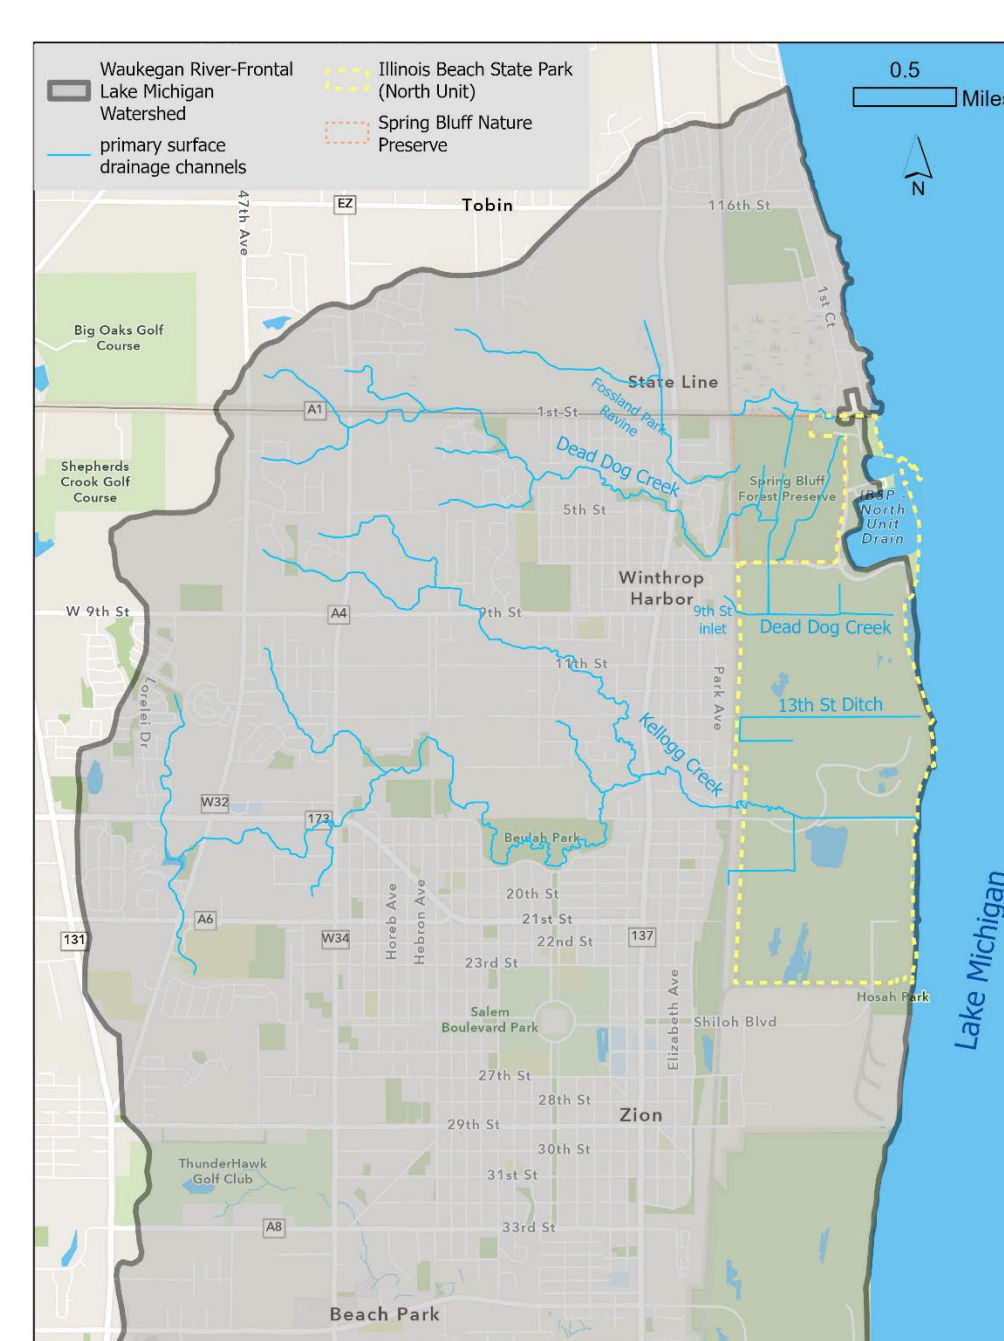 Waukegan River-Frontal
Lake Michigan
Watershed
primary surface
drainage channels
Illinois Beach State Park
(North Unit)
Spring Bluff Nature
Preserve
0.5
Miles
N
47th Ave
EZ
Tobin
116th St
1st Ct
Big Oaks Golf
Course
State Line
A1
1st St
Fossland Park
Ravine
Dead Dog Creek
Shepherds
Crook Golf
Course
Spring Bluff
Forest Preserve
IBSP -
North
Unit
Drain
5th St
Winthrop
Harbor
W 9th St
A4
9th St
9th St
inlet
Dead Dog Creek
11th St
Lorelei Dr
Park Ave
13th St Ditch
Kellogg Creek
W32
173
Beulah Park
20th St
Horeb Ave
Hebron Ave
A6
21st St
131
W34
22nd St
137
23rd St
Lake Michigan
Hosah Park
Salem
Boulevard Park
Elizabeth Ave
Shiloh Blvd
27th St
28th St
Zion
29th St
30th St
ThunderHawk
Golf Club
31st St
A8
33rd St
Beach Park